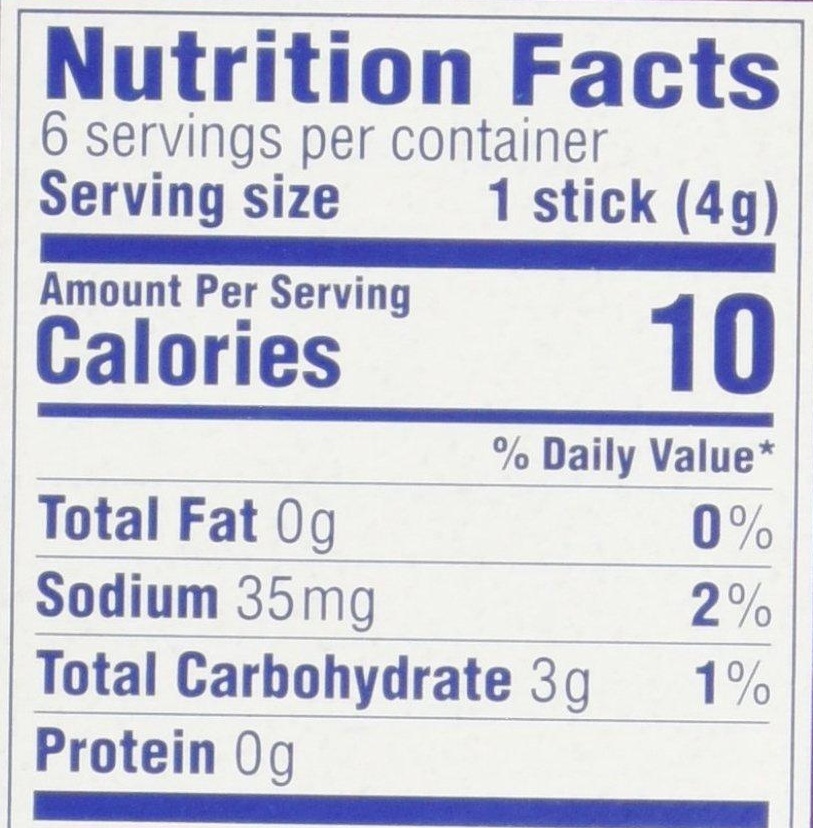 Nutrition Facts
6 servings per container
Serving size 1 stick (4g)
Amount Per Serving
Calories 10
% Daily Value*
Total Fat 0g 0%
Sodium 35mg 2%
Total Carbohydrate 3g 1%
Protein 0g